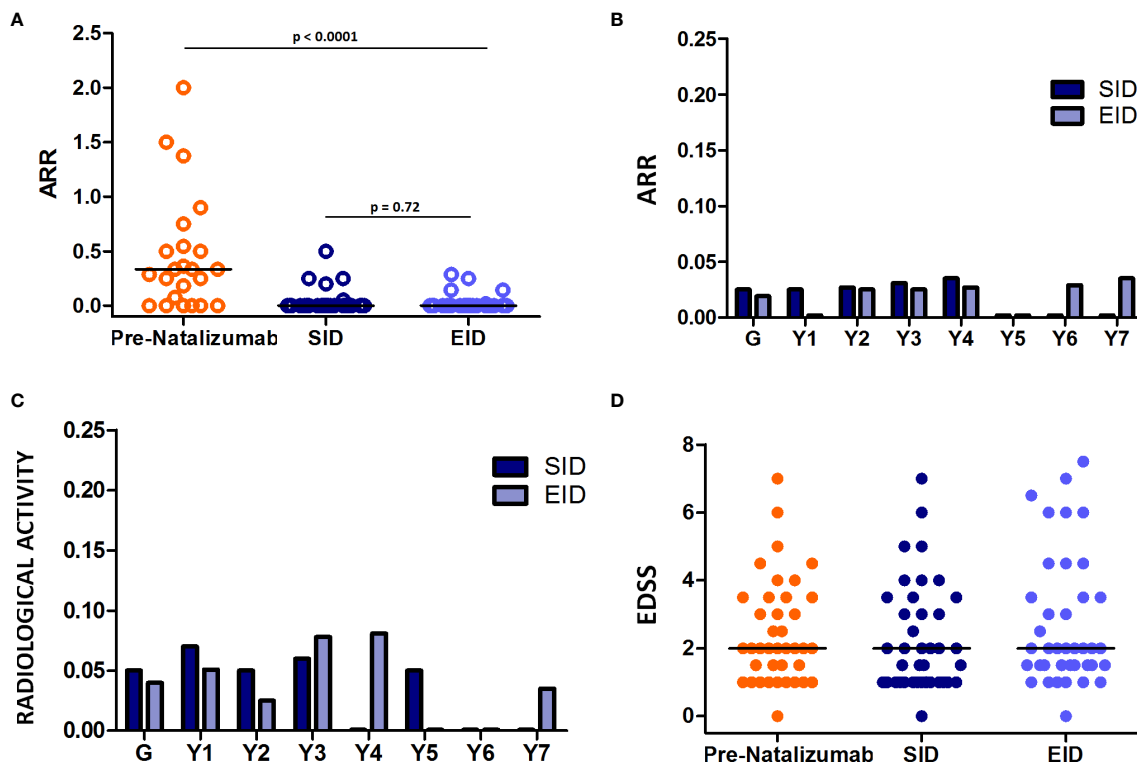 A
2.5
2.0
1.5
1.0
0.5
0.0
ARR
p < 0.0001
p = 0.72
Pre-Natalizumab SID EID
B
0.25
0.20
0.15
0.10
0.05
0.00
ARR
SID
EID
G Y1 Y2 Y3 Y4 Y5 Y6 Y7
C
0.25
0.20
0.15
0.10
0.05
0.00
RADIOLOGICAL ACTIVITY
SID
EID
G Y1 Y2 Y3 Y4 Y5 Y6 Y7
D
8
6
4
2
0
EDSS
Pre-Natalizumab SID EID